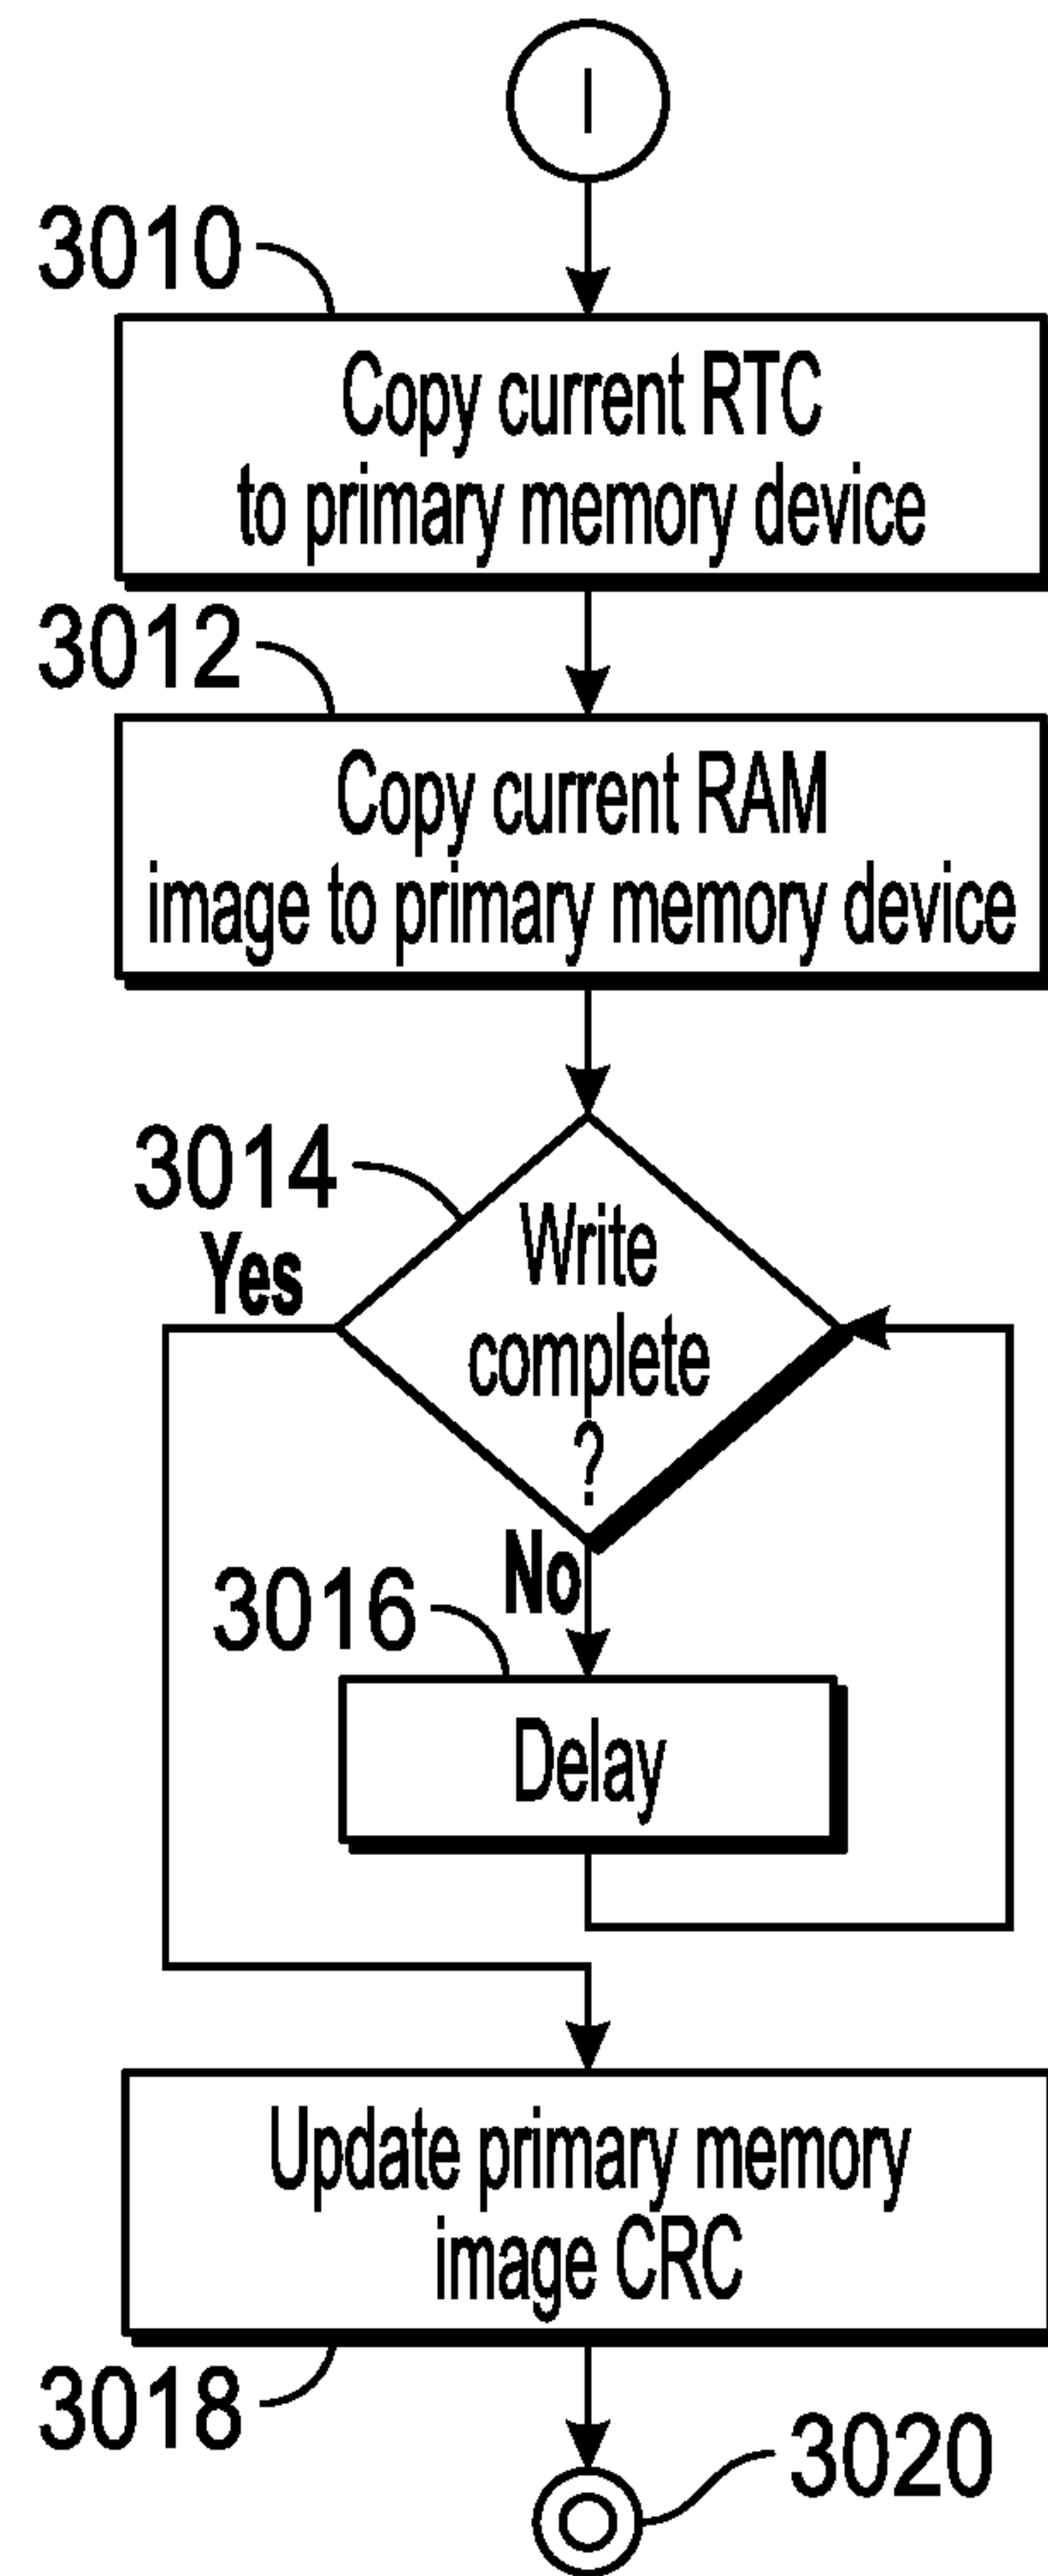 I
3010
Copy current RTC
to primary memory device
3012
Copy current RAM
image to primary memory device
3014
Yes
Write
complete
?
No
3016
Delay
Update primary memory
image CRC
3018
3020